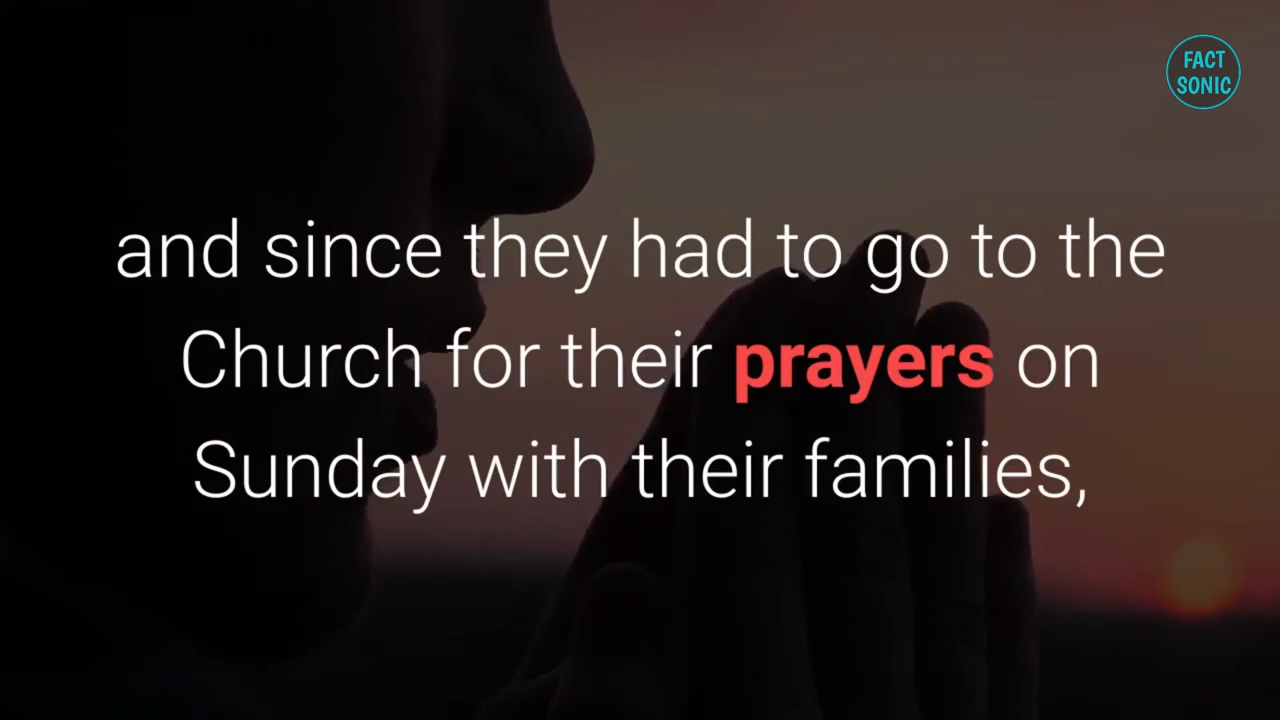 FACT
SONIC
and since they had to go to the
Church for their prayers on
Sunday with their families,